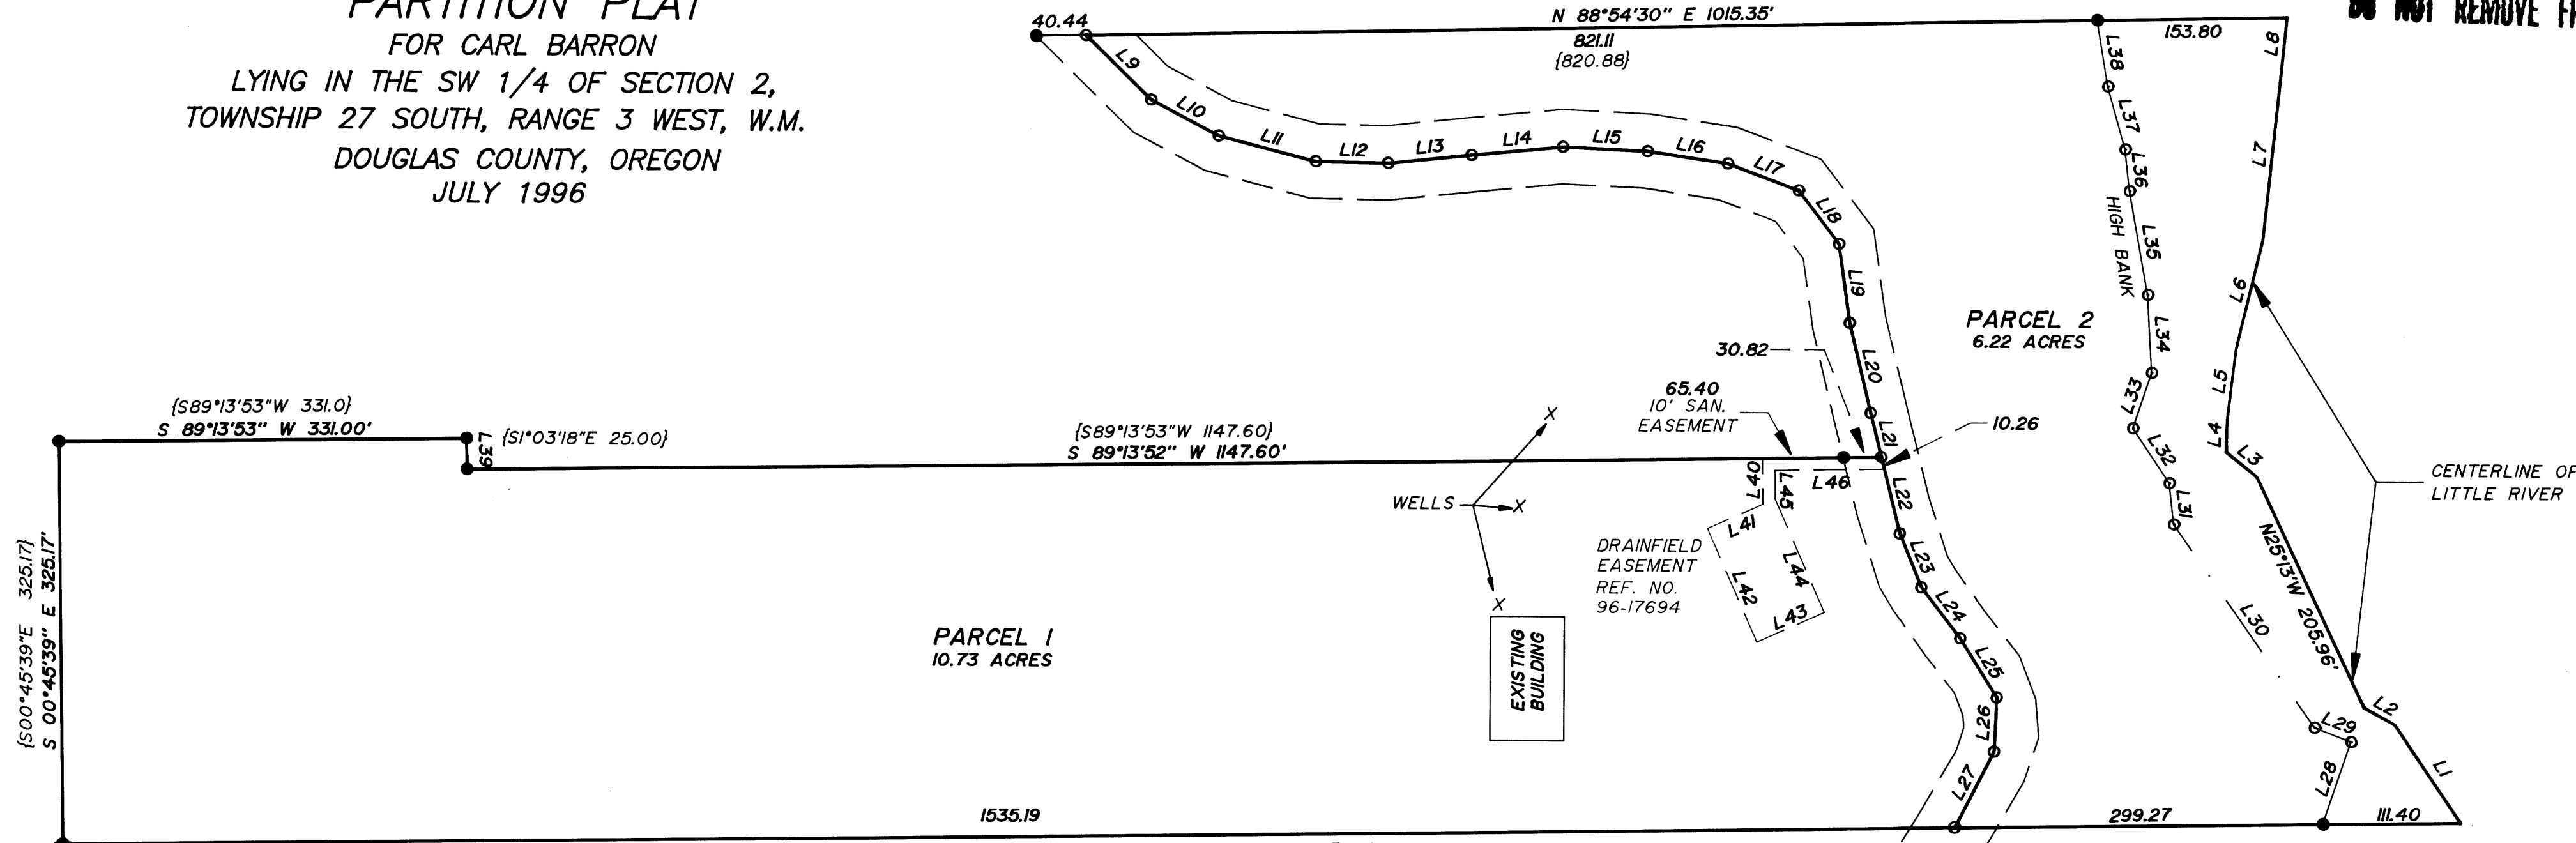 PARTITION PLAT
FOR CARL BARRON
LYING IN THE SW 1/4 OF SECTION 2,
TOWNSHIP 27 SOUTH, RANGE 3 WEST, W.M.
DOUGLAS COUNTY, OREGON
JULY 1996
DO NOT REMOVE
40.44
N 88°54'30" E 1015.35'
821.11
{820.88}
153.80
L8
L38
L9
L10
L11
L12
L13
L14
L15
L16
L17
L18
L37
L7
L36
HIGH BANK
L35
L19
L6
PARCEL 2
6.22 ACRES
L34
30.82
L20
L5
L33
65.40
10' SAN.
EASEMENT
{S89°13'53"W 331.0}
S 89°13'53" W 331.00'
L39
{S1°03'18"E 25.00}
{S89°13'53"W 1147.60}
S 89°13'52" W 1147.60'
L21
10.26
L4
L3
L32
L40
L45
L46
L22
CENTERLINE OF
LITTLE RIVER
WELLS
X
X
X
L31
L41
DRAINFIELD
EASEMENT
REF. NO.
96-17694
L42
L44
L43
L23
L24
N25°13'W 205.96'
L30
{S00°45'39"E 325.17}
S 00°45'39" E 325.17'
PARCEL 1
10.73 ACRES
EXISTING
BUILDING
L25
L26
L2
L29
L27
L28
L1
1535.19
299.27
111.40